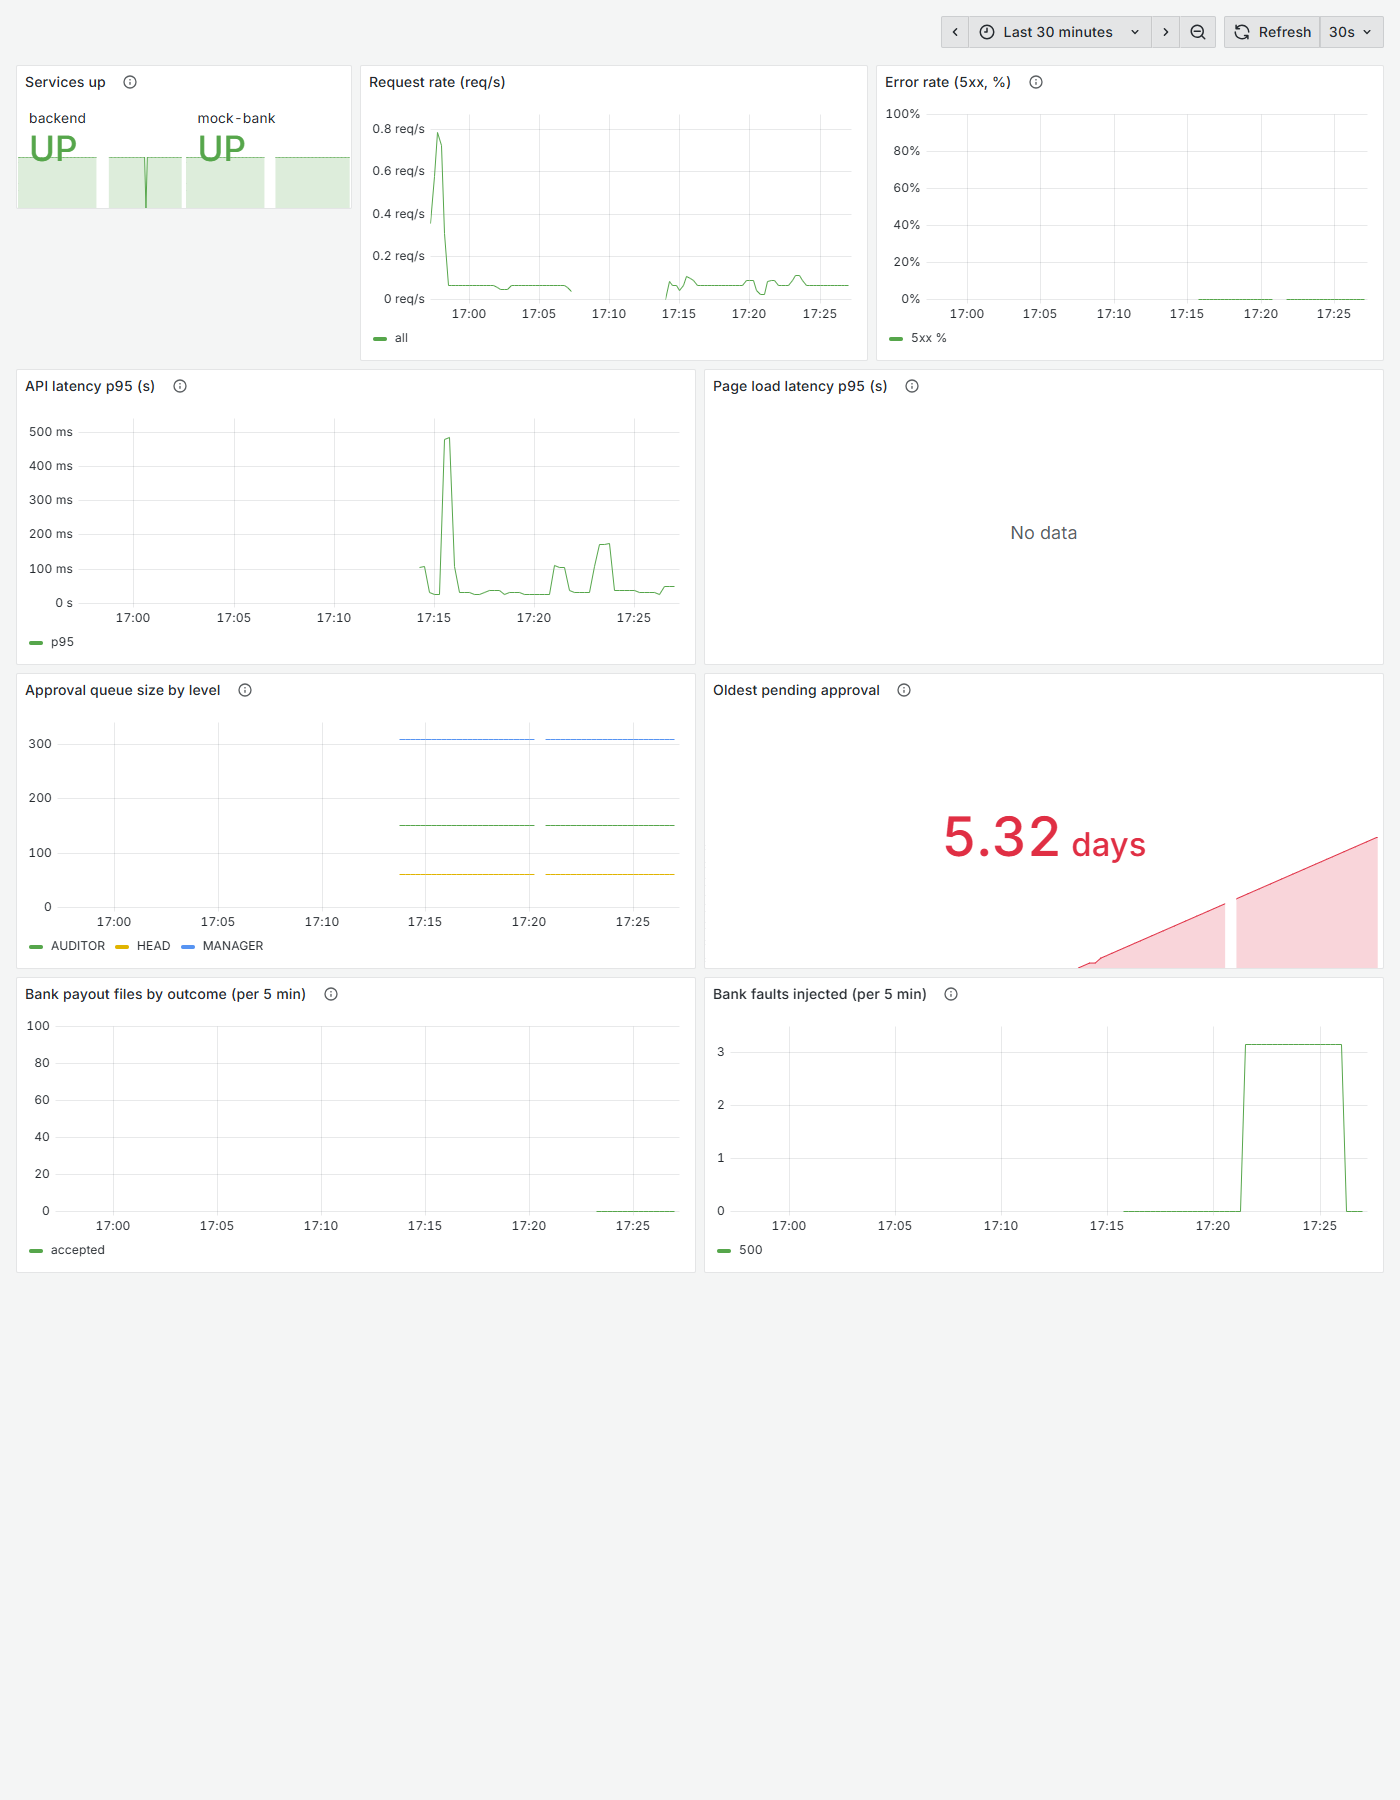 Last 30 minutes
Refresh
30s
Services up
backend
UP
mock-bank
UP
Request rate (req/s)
0.8 req/s
0.6 req/s
0.4 req/s
0.2 req/s
0 req/s
17:00 17:05 17:10 17:15 17:20 17:25
all
Error rate (5xx, %)
100%
80%
60%
40%
20%
0%
17:00 17:05 17:10 17:15 17:20 17:25
5xx %
API latency p95 (s)
500 ms
400 ms
300 ms
200 ms
100 ms
0 s
17:00 17:05 17:10 17:15 17:20 17:25
p95
Page load latency p95 (s)
No data
Approval queue size by level
300
200
100
0
17:00 17:05 17:10 17:15 17:20 17:25
AUDITOR HEAD MANAGER
Oldest pending approval
5.32 days
Bank payout files by outcome (per 5 min)
100
80
60
40
20
0
17:00 17:05 17:10 17:15 17:20 17:25
accepted
Bank faults injected (per 5 min)
3
2
1
0
17:00 17:05 17:10 17:15 17:20 17:25
500